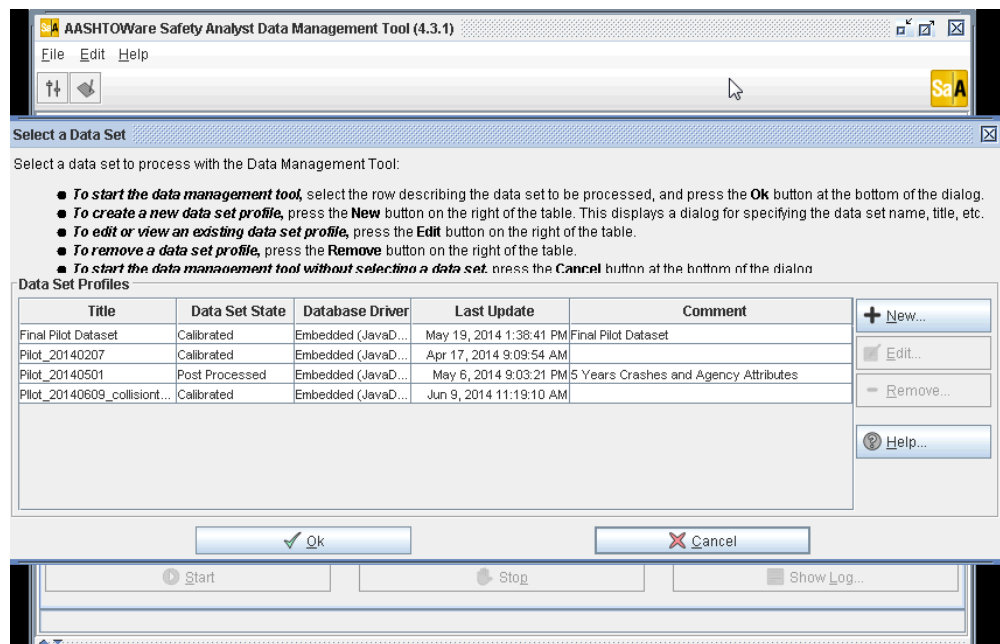 AASHTOWare Safety Analyst Data Management Tool (4.3.1)
File Edit Help
SaA
Select a Data Set
Select a data set to process with the Data Management Tool:
To start the data management tool, select the row describing the data set to be processed, and press the Ok button at the bottom of the dialog.
To create a new data set profile, press the New button on the right of the table. This displays a dialog for specifying the data set name, title, etc.
To edit or view an existing data set profile, press the Edit button on the right of the table.
To remove a data set profile, press the Remove button on the right of the table.
To start the data management tool without selecting a data set, press the Cancel button at the bottom of the dialog
Data Set Profiles
Title Data Set State Database Driver Last Update Comment
Final Pilot Dataset Calibrated Embedded (JavaD... May 19, 2014 1:38:41 PM Final Pilot Dataset
Pilot_20140207 Calibrated Embedded (JavaD... Apr 17, 2014 9:09:54 AM
Pilot_20140501 Post Processed Embedded (JavaD... May 6, 2014 9:03:21 PM 5 Years Crashes and Agency Attributes
PIlot_20140609_collisiont... Calibrated Embedded (JavaD... Jun 9, 2014 11:19:10 AM
New...
Edit...
Remove...
Help...
Ok Cancel
Start Stop Show Log...